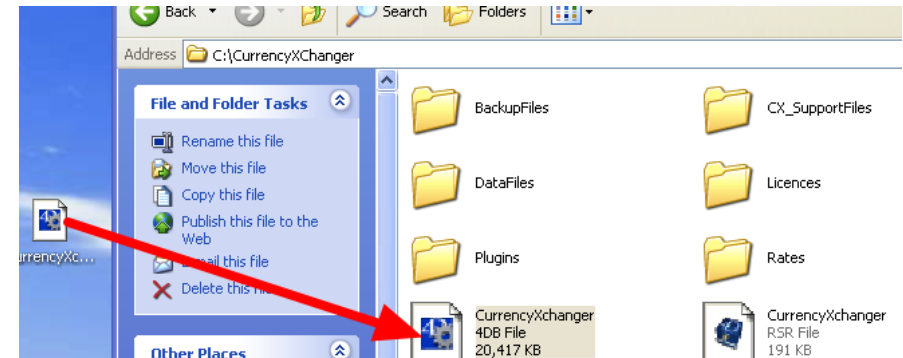 Back
Search
Folders
Address C:\CurrencyXChanger
File and Folder Tasks
Rename this file
Move this file
Copy this file
Publish this file to the
Web
this file
Delete this
Other Places
BackupFiles
CX_SupportFiles
DataFiles
Licences
Plugins
Rates
CurrencyXchanger
4DB File
20,417 KB
CurrencyXchanger
RSR File
191 KB